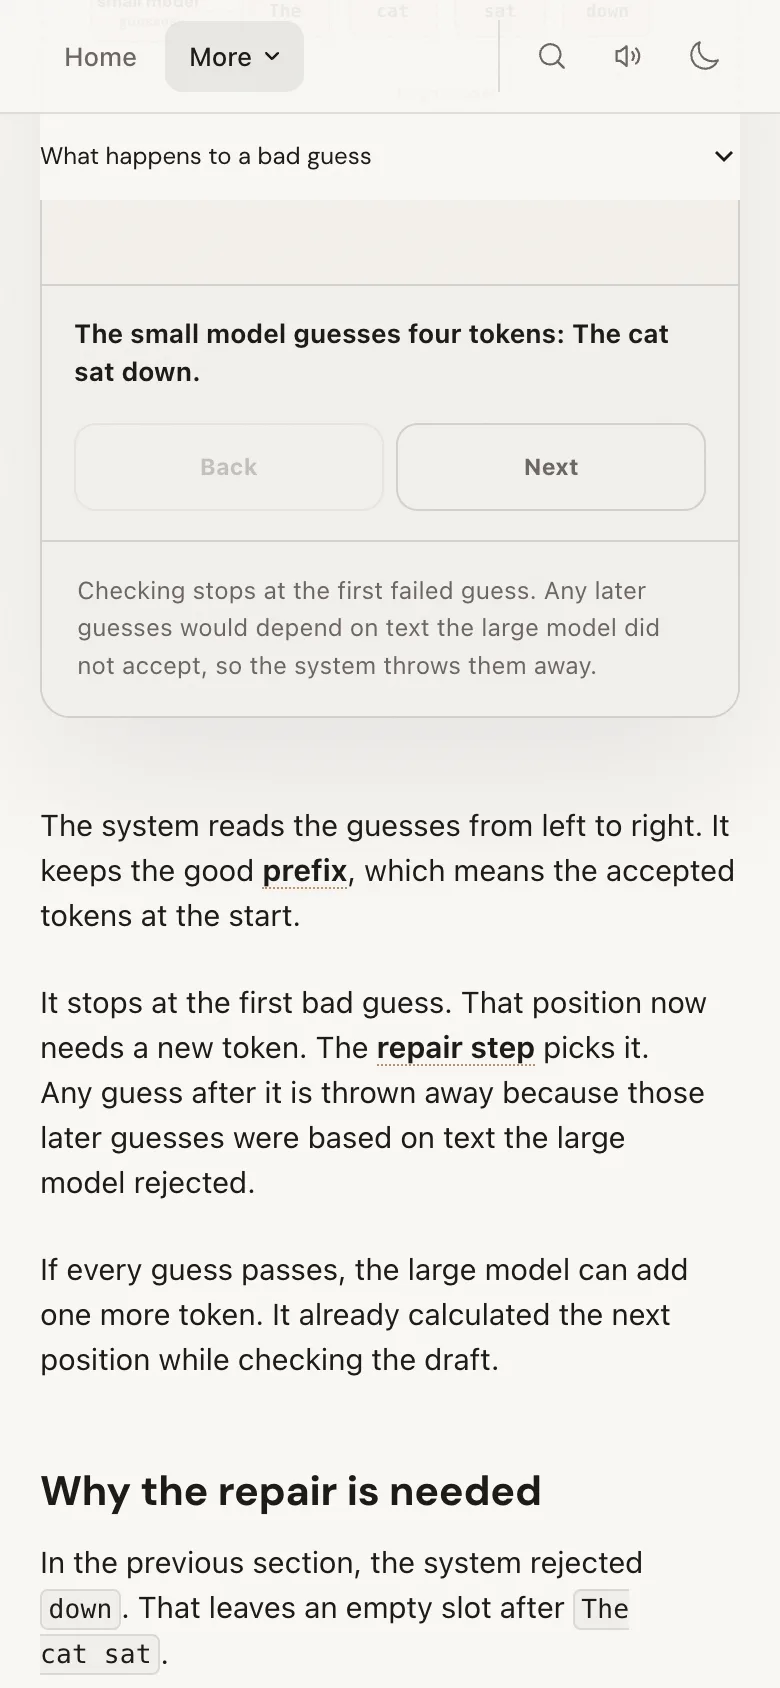 small model
The cat sat down
Home
More
What happens to a bad guess
The small model guesses four tokens: The cat
sat down.
Back
Next
Checking stops at the first failed guess. Any later
guesses would depend on text the large model did
not accept, so the system throws them away.
The system reads the guesses from left to right. It
keeps the good prefix, which means the accepted
tokens at the start.
It stops at the first bad guess. That position now
needs a new token. The repair step picks it.
Any guess after it is thrown away because those
later guesses were based on text the large
model rejected.
If every guess passes, the large model can add
one more token. It already calculated the next
position while checking the draft.
Why the repair is needed
In the previous section, the system rejected
down. That leaves an empty slot after The
cat sat.